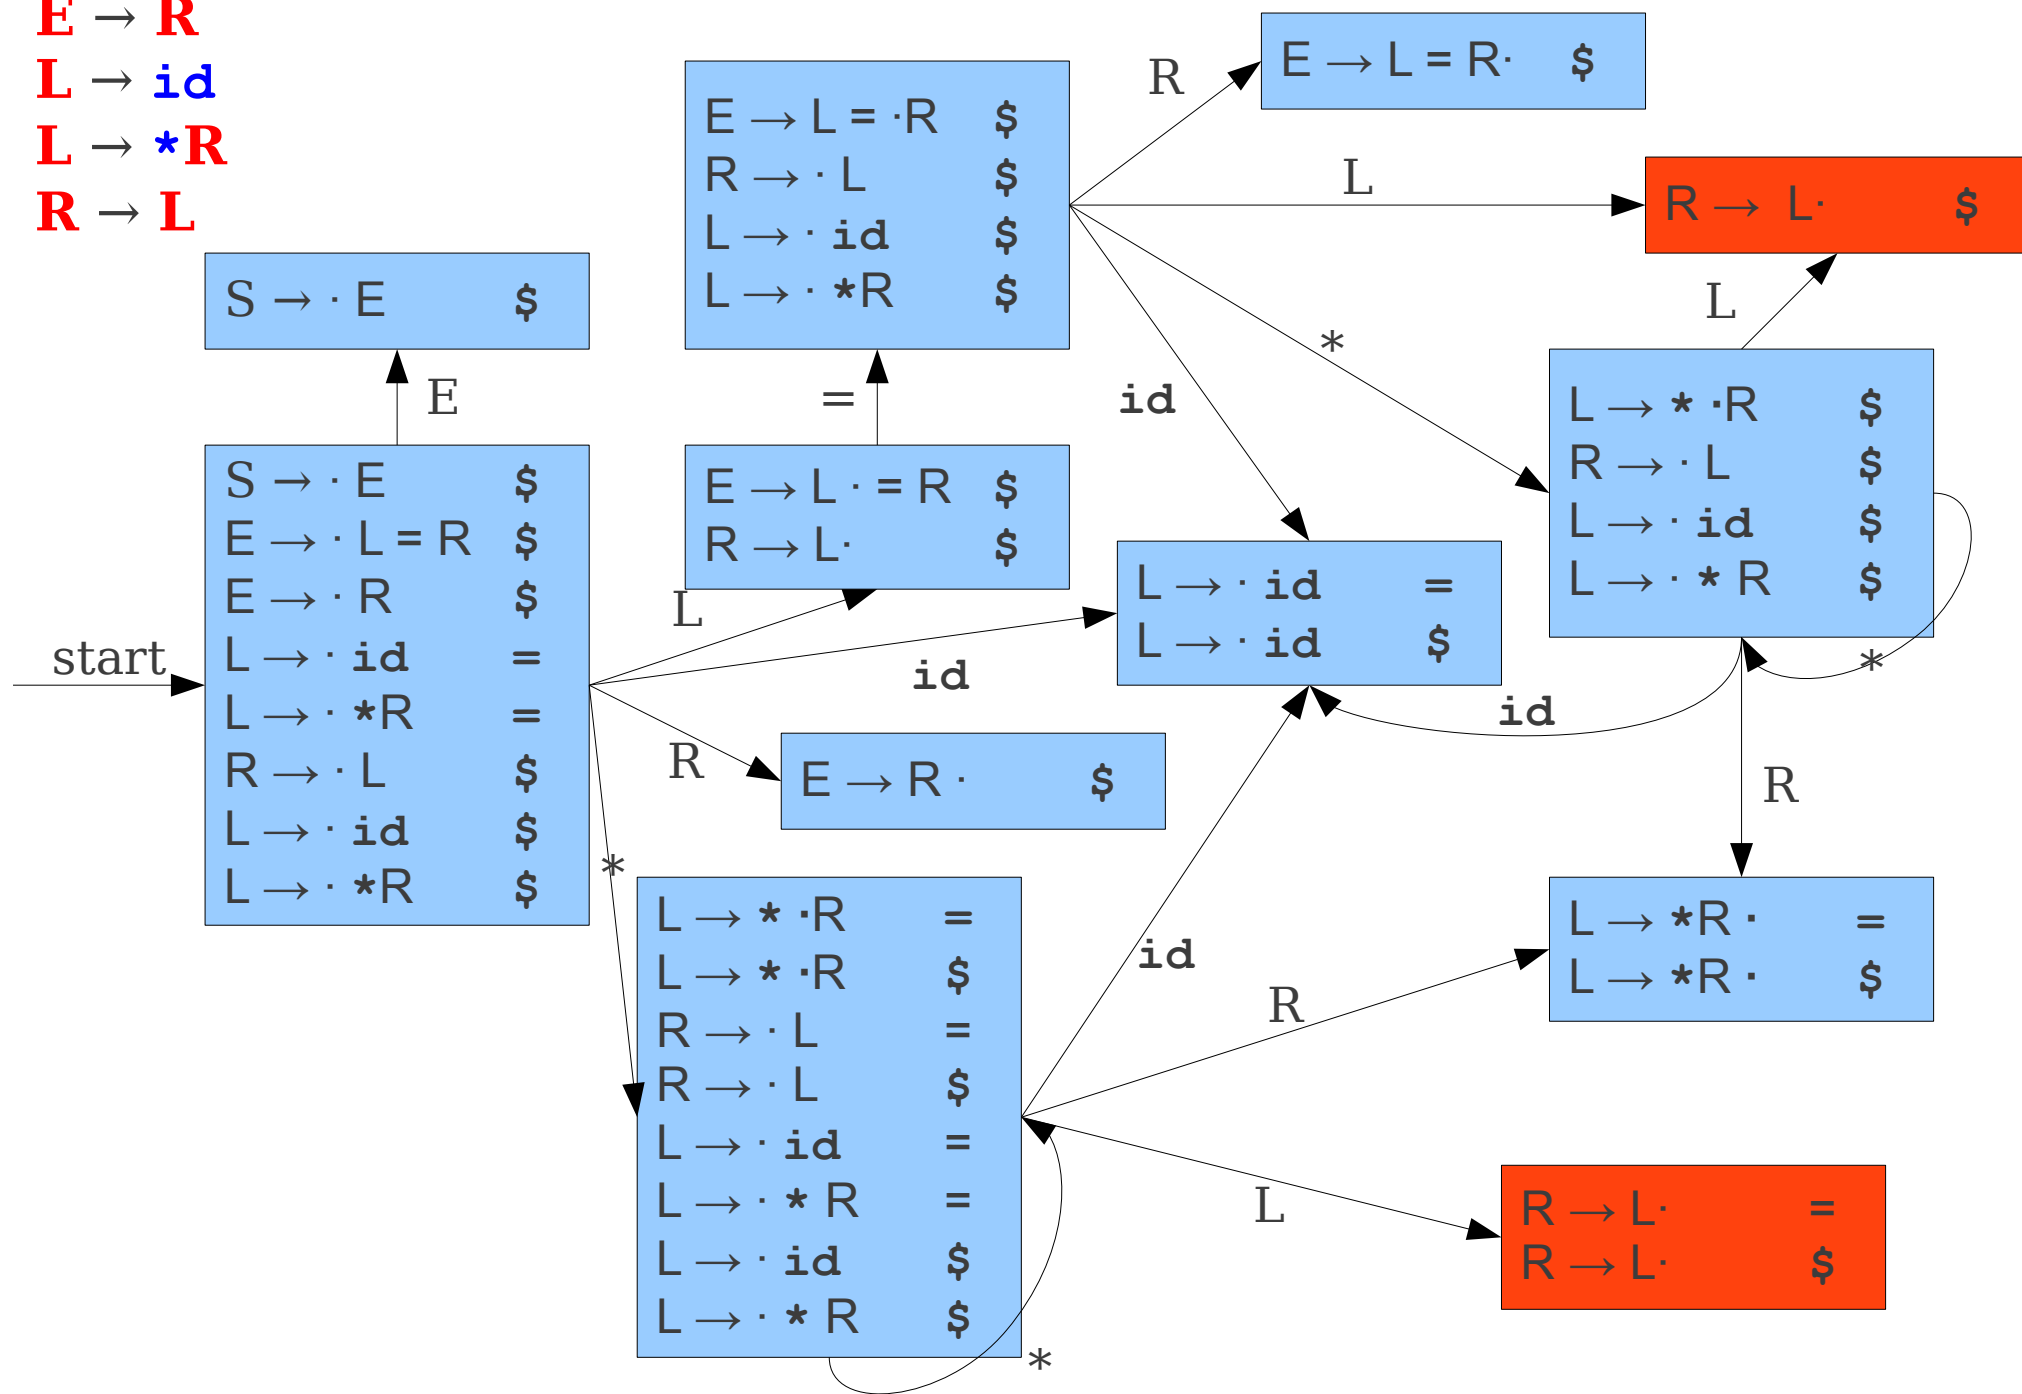 E → R
L → id
L → *R
R → L
S → · E $
E
start
S → · E $
E → · L = R $
E → · R $
L → · id =
L → · *R =
R → · L $
L → · id $
L → · *R $
E → L = ·R $
R → · L $
L → · id $
L → · *R $
=
E → L · = R $
R → L· $
L
id
R
*
E → R · $
R
E → L = R· $
L
R → L· $
*
id
L
L → * ·R $
R → · L $
L → · id $
L → · * R $
*
L → · id =
L → · id $
id
R
L → *R · =
L → *R · $
L → * ·R =
L → * ·R $
R → · L =
R → · L $
L → · id =
L → · * R =
L → · id $
L → · * R $
*
id
R
L
R → L· =
R → L· $